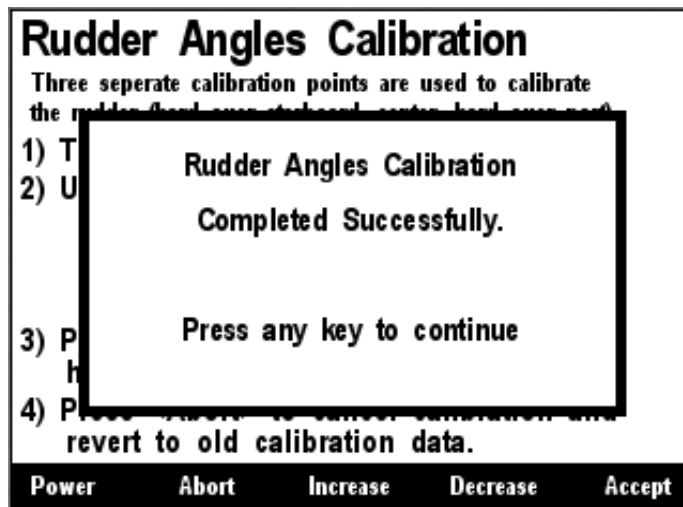 Rudder Angles Calibration
Three seperate calibration points are used to calibrate
the
1) T
2) U
Rudder Angles Calibration
Completed Successfully.
Press any key to continue
3) P
h
4) P
revert to old calibration data.
Power Abort Increase Decrease Accept